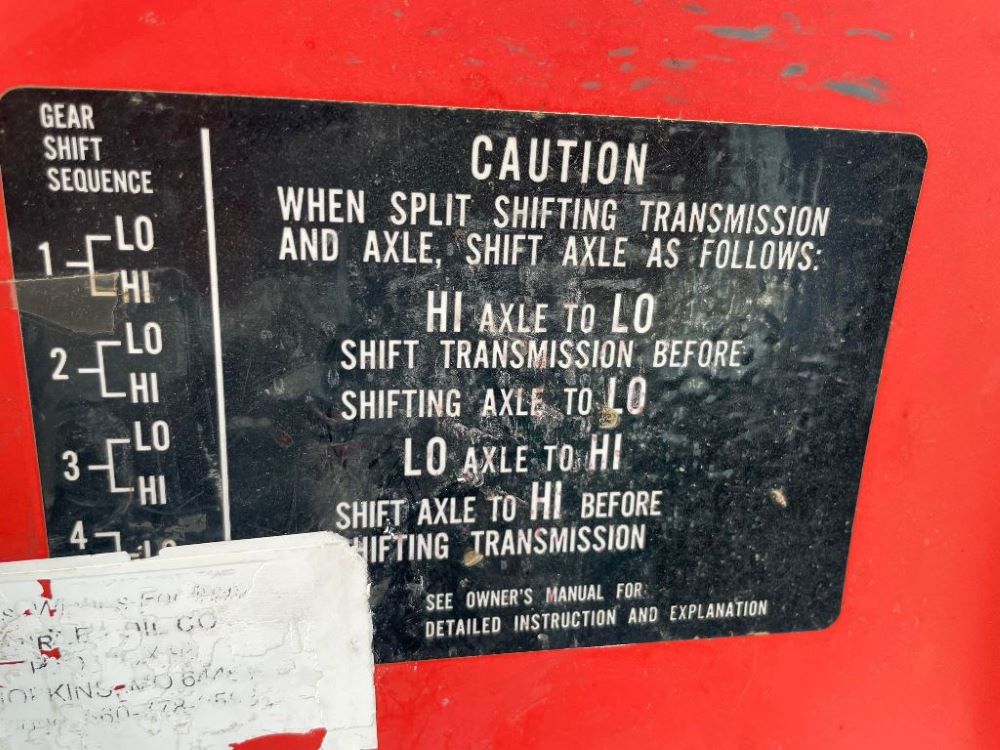 GEAR
SHIFT
SEQUENCE
1 LO
HI
2 LO
HI
3 LO
HI
4
CAUTION
WHEN SPLIT SHIFTING TRANSMISSION
AND AXLE, SHIFT AXLE AS FOLLOWS:
HI AXLE TO LO
SHIFT TRANSMISSION BEFORE
SHIFTING AXLE TO LO
LO AXLE TO HI
SHIFT AXLE TO HI BEFORE
HIFTING TRANSMISSION
SEE OWNER'S MANUAL FOR
DETAILED INSTRUCTION AND EXPLANATION
OIL CO
MO